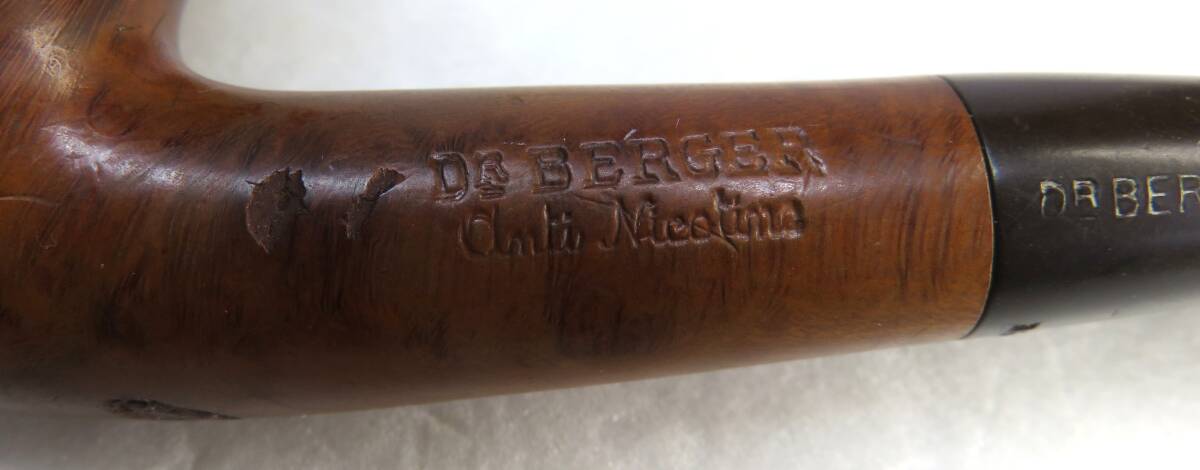 DR BERGER
Anti Nicotine
DR BER